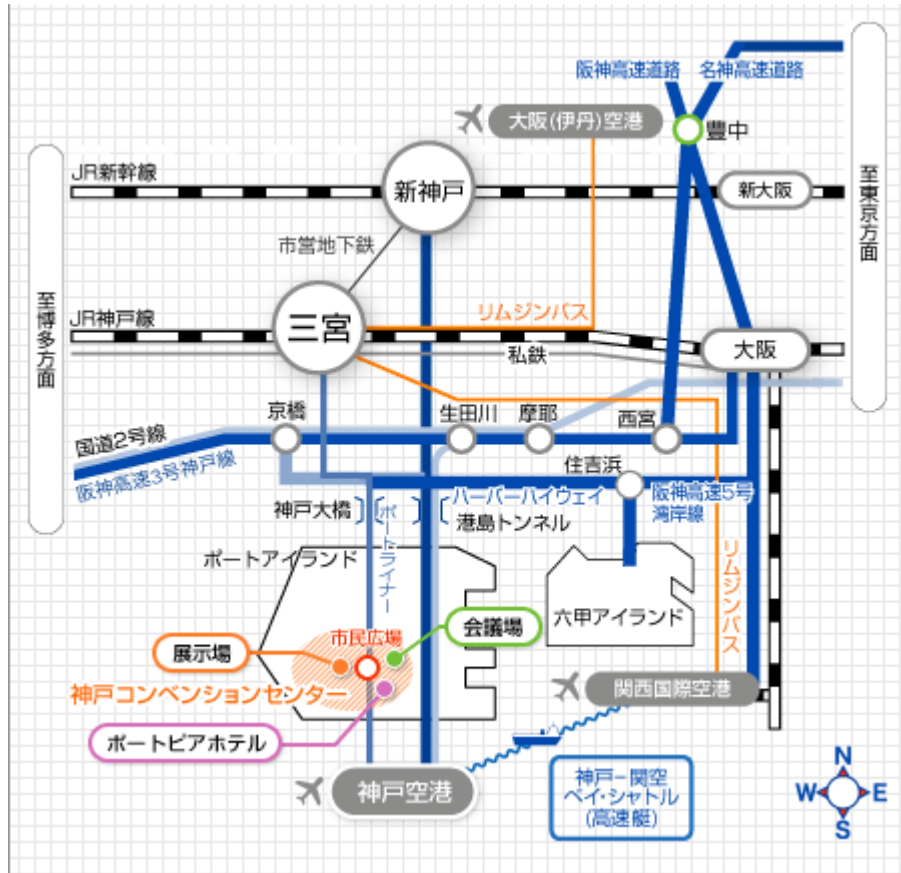 阪神高速道路
名神高速道路
大阪(伊丹)空港
豊中
JR新幹線
新神戸
新大阪
至東京方面
市営地下鉄
至博多方面
リムジンバス
JR神戸線
三宮
私鉄
大阪
京橋
生田川
摩耶
西宮
国道2号線
住吉浜
阪神高速3号神戸線
ハーバーハイウェイ
阪神高速5号
湾岸線
神戸大橋
ポートライナー
港島トンネル
ポートアイランド
リムジンバス
六甲アイランド
会議場
市民広場
展示場
神戸コンベンションセンター
関西国際空港
ポートピアホテル
神戸空港
神戸-関空
ベイ・シャトル
(高速艇)
N
W
E
S